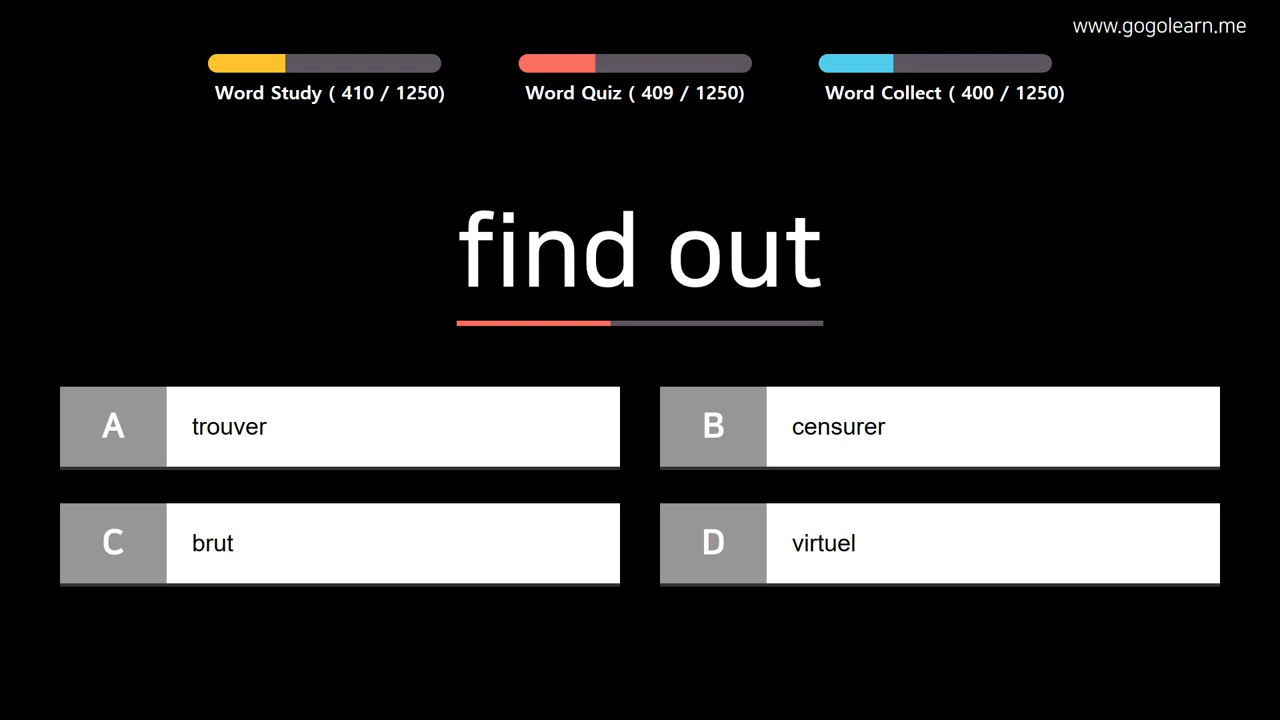 www.gogolearn.me
Word Study ( 410 / 1250)
Word Quiz ( 409 / 1250)
Word Collect ( 400 / 1250)
find out
A trouver
B censurer
C brut
D virtuel